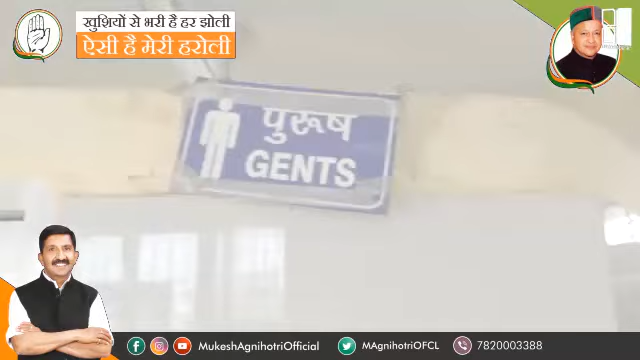 खुशियों से भरी है हर झोली
ऐसी है मेरी हरोली
पुरूष
GENTS
MukeshAgnihotriOfficial
MAgnihotriOFCL
7820003388